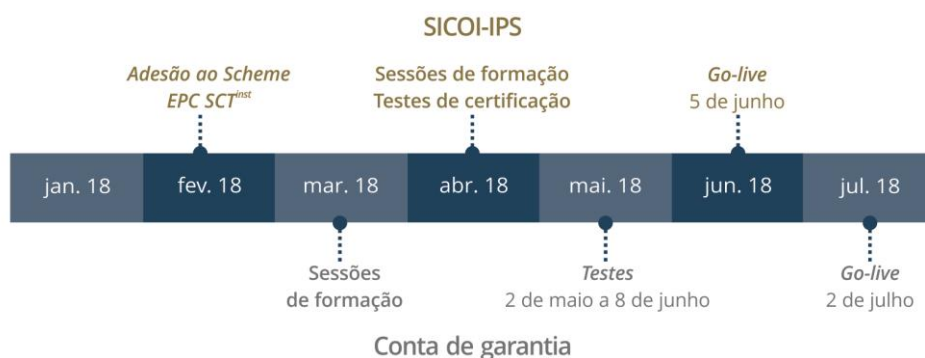 SICOI-IPS
Adesão ao Scheme
EPC SCTinst
Sessões de formação
Testes de certificação
Go-live
5 de junho
jan. 18
fev. 18
mar. 18
abr. 18
mai. 18
jun. 18
jul. 18
Sessões
de formação
Testes
2 de maio a 8 de junho
Go-live
2 de julho
Conta de garantia